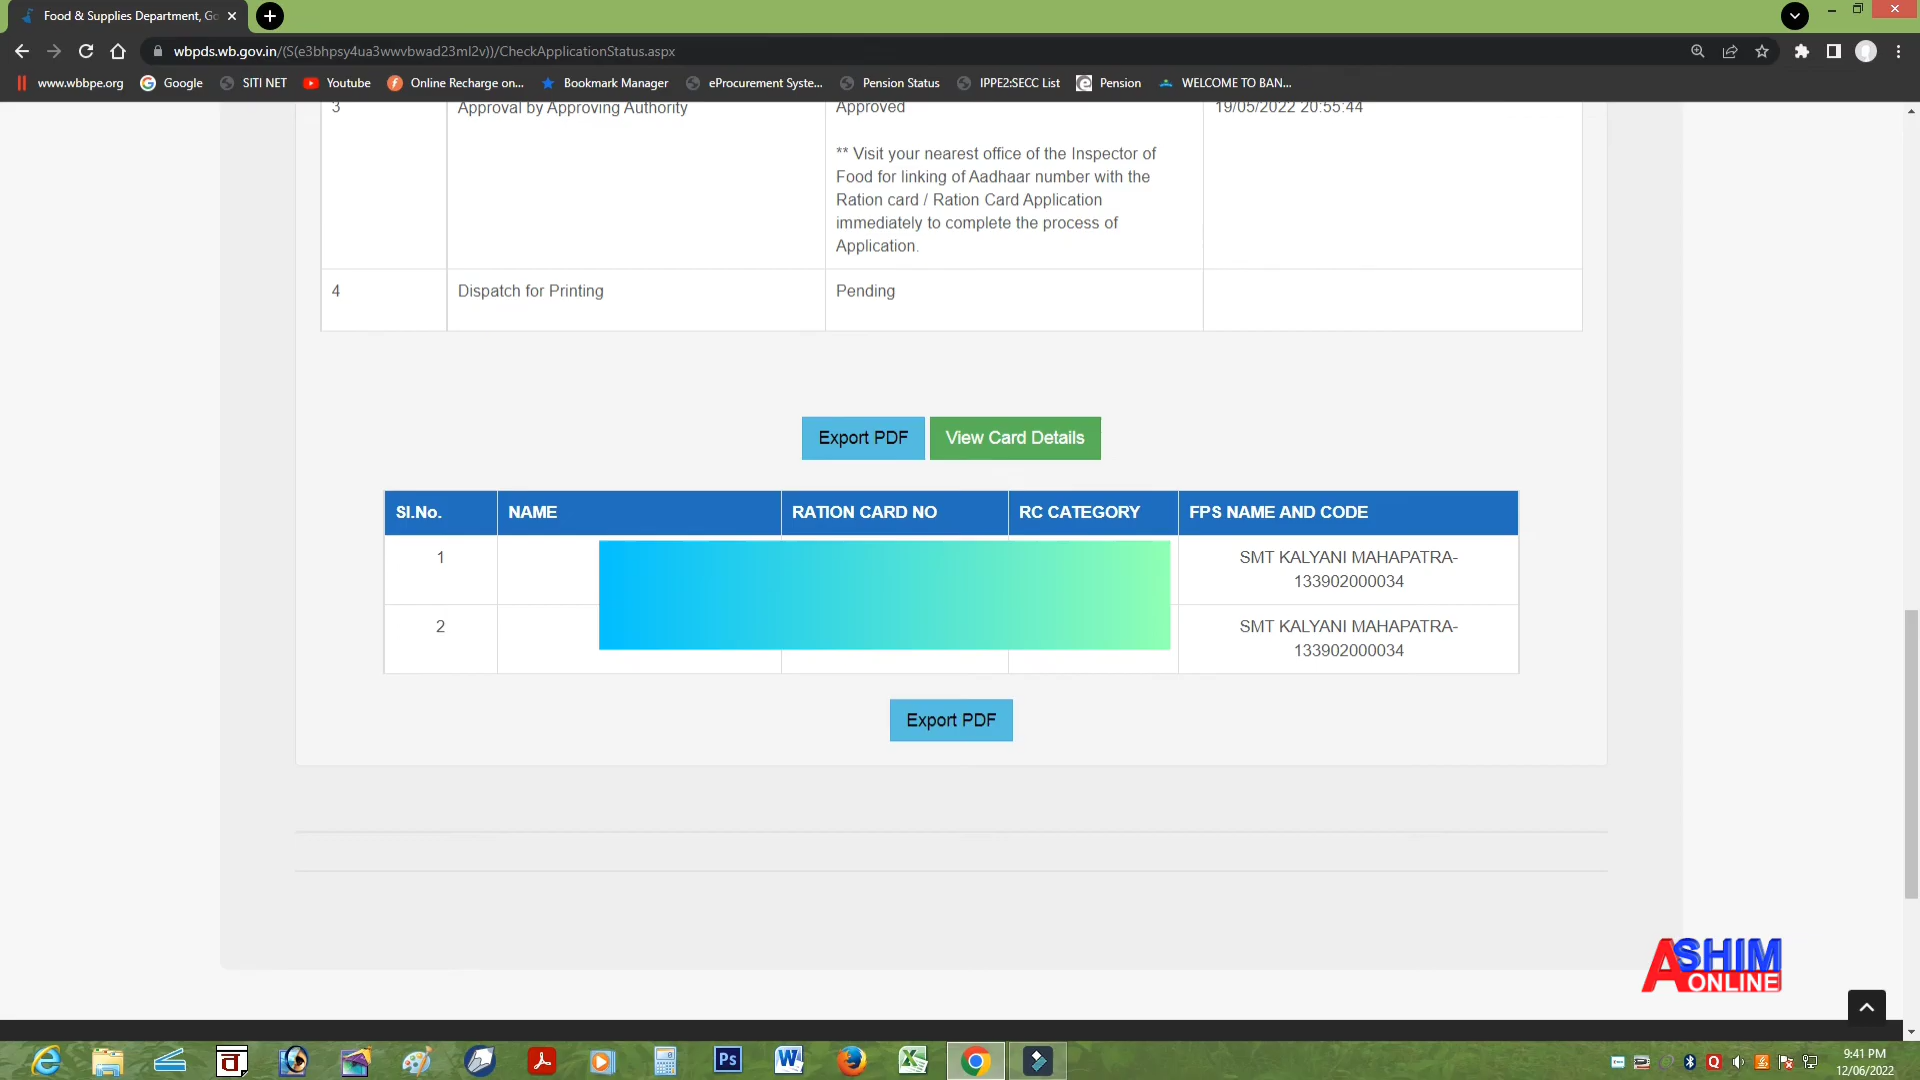 Food & Supplies Department, Go
wbpds.wb.gov.in/(S(e3bhpsy4ua3wwvbwad23ml2v))/CheckApplicationStatus.aspx
www.wbbpe.org Google SITI NET Youtube Online Recharge on... Bookmark Manager eProcurement Syste... Pension Status IPPE2:SECC List Pension WELCOME TO BAN...
3 Approval by Approving Authority Approved 19/05/2022 20:55:44
** Visit your nearest office of the Inspector of
Food for linking of Aadhaar number with the
Ration card / Ration Card Application
immediately to complete the process of
Application.
4 Dispatch for Printing Pending
Export PDF View Card Details
Sl.No. NAME RATION CARD NO RC CATEGORY FPS NAME AND CODE
1 SMT KALYANI MAHAPATRA-
133902000034
2 SMT KALYANI MAHAPATRA-
133902000034
Export PDF
ASHIM
ONLINE
Ps
9:41 PM
12/06/2022